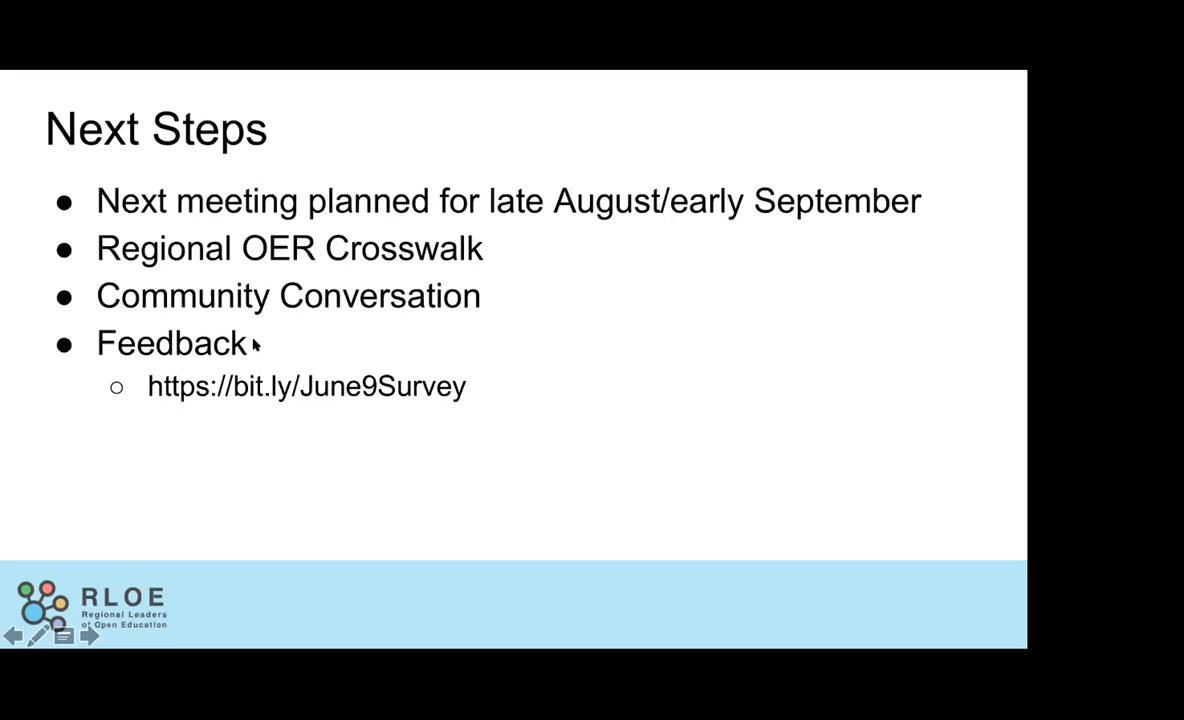 Next Steps
● Next meeting planned for late August/early September
● Regional OER Crosswalk
● Community Conversation
● Feedback
○ https://bit.ly/June9Survey
RLOE
Regional Leaders
of Open Education